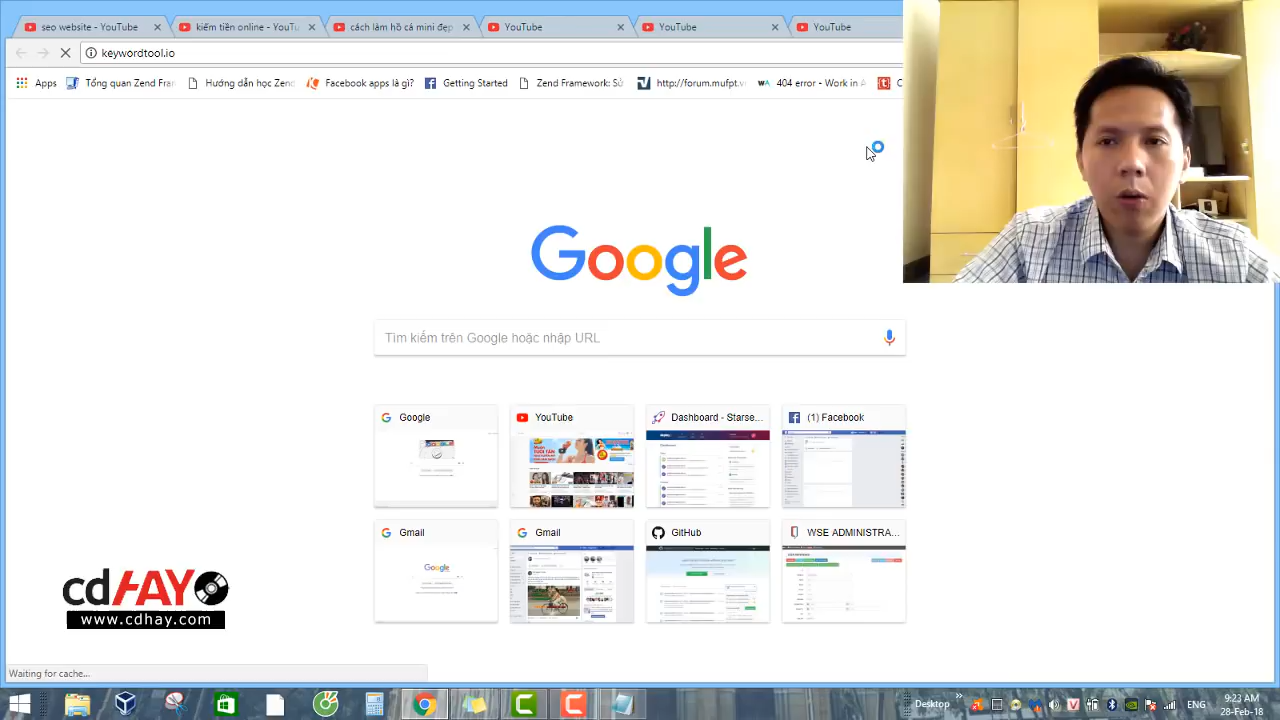 seo website - YouTube
kiếm tiền online - YouTu
cách làm hồ cá mini đẹp
YouTube
YouTube
YouTube
keywordtool.io
Apps
Tổng quan Zend Fran
Hướng dẫn học Zend
Facebook apps là gì?
Getting Started
Zend Framework: Sử
http://forum.mufpt.v
404 error - Work in A
Google
Tìm kiếm trên Google hoặc nhập URL
Google
YouTube
Dashboard - Starse...
(1) Facebook
Gmail
Gmail
GitHub
WSE ADMINISTRA...
cdHAY
www.cdhay.com
Waiting for cache...
Desktop
ENG
9:23 AM
28-Feb-18